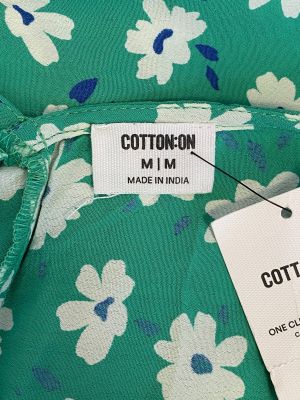 COTTON:ON
M | M
MADE IN INDIA
COTT
ONE CL